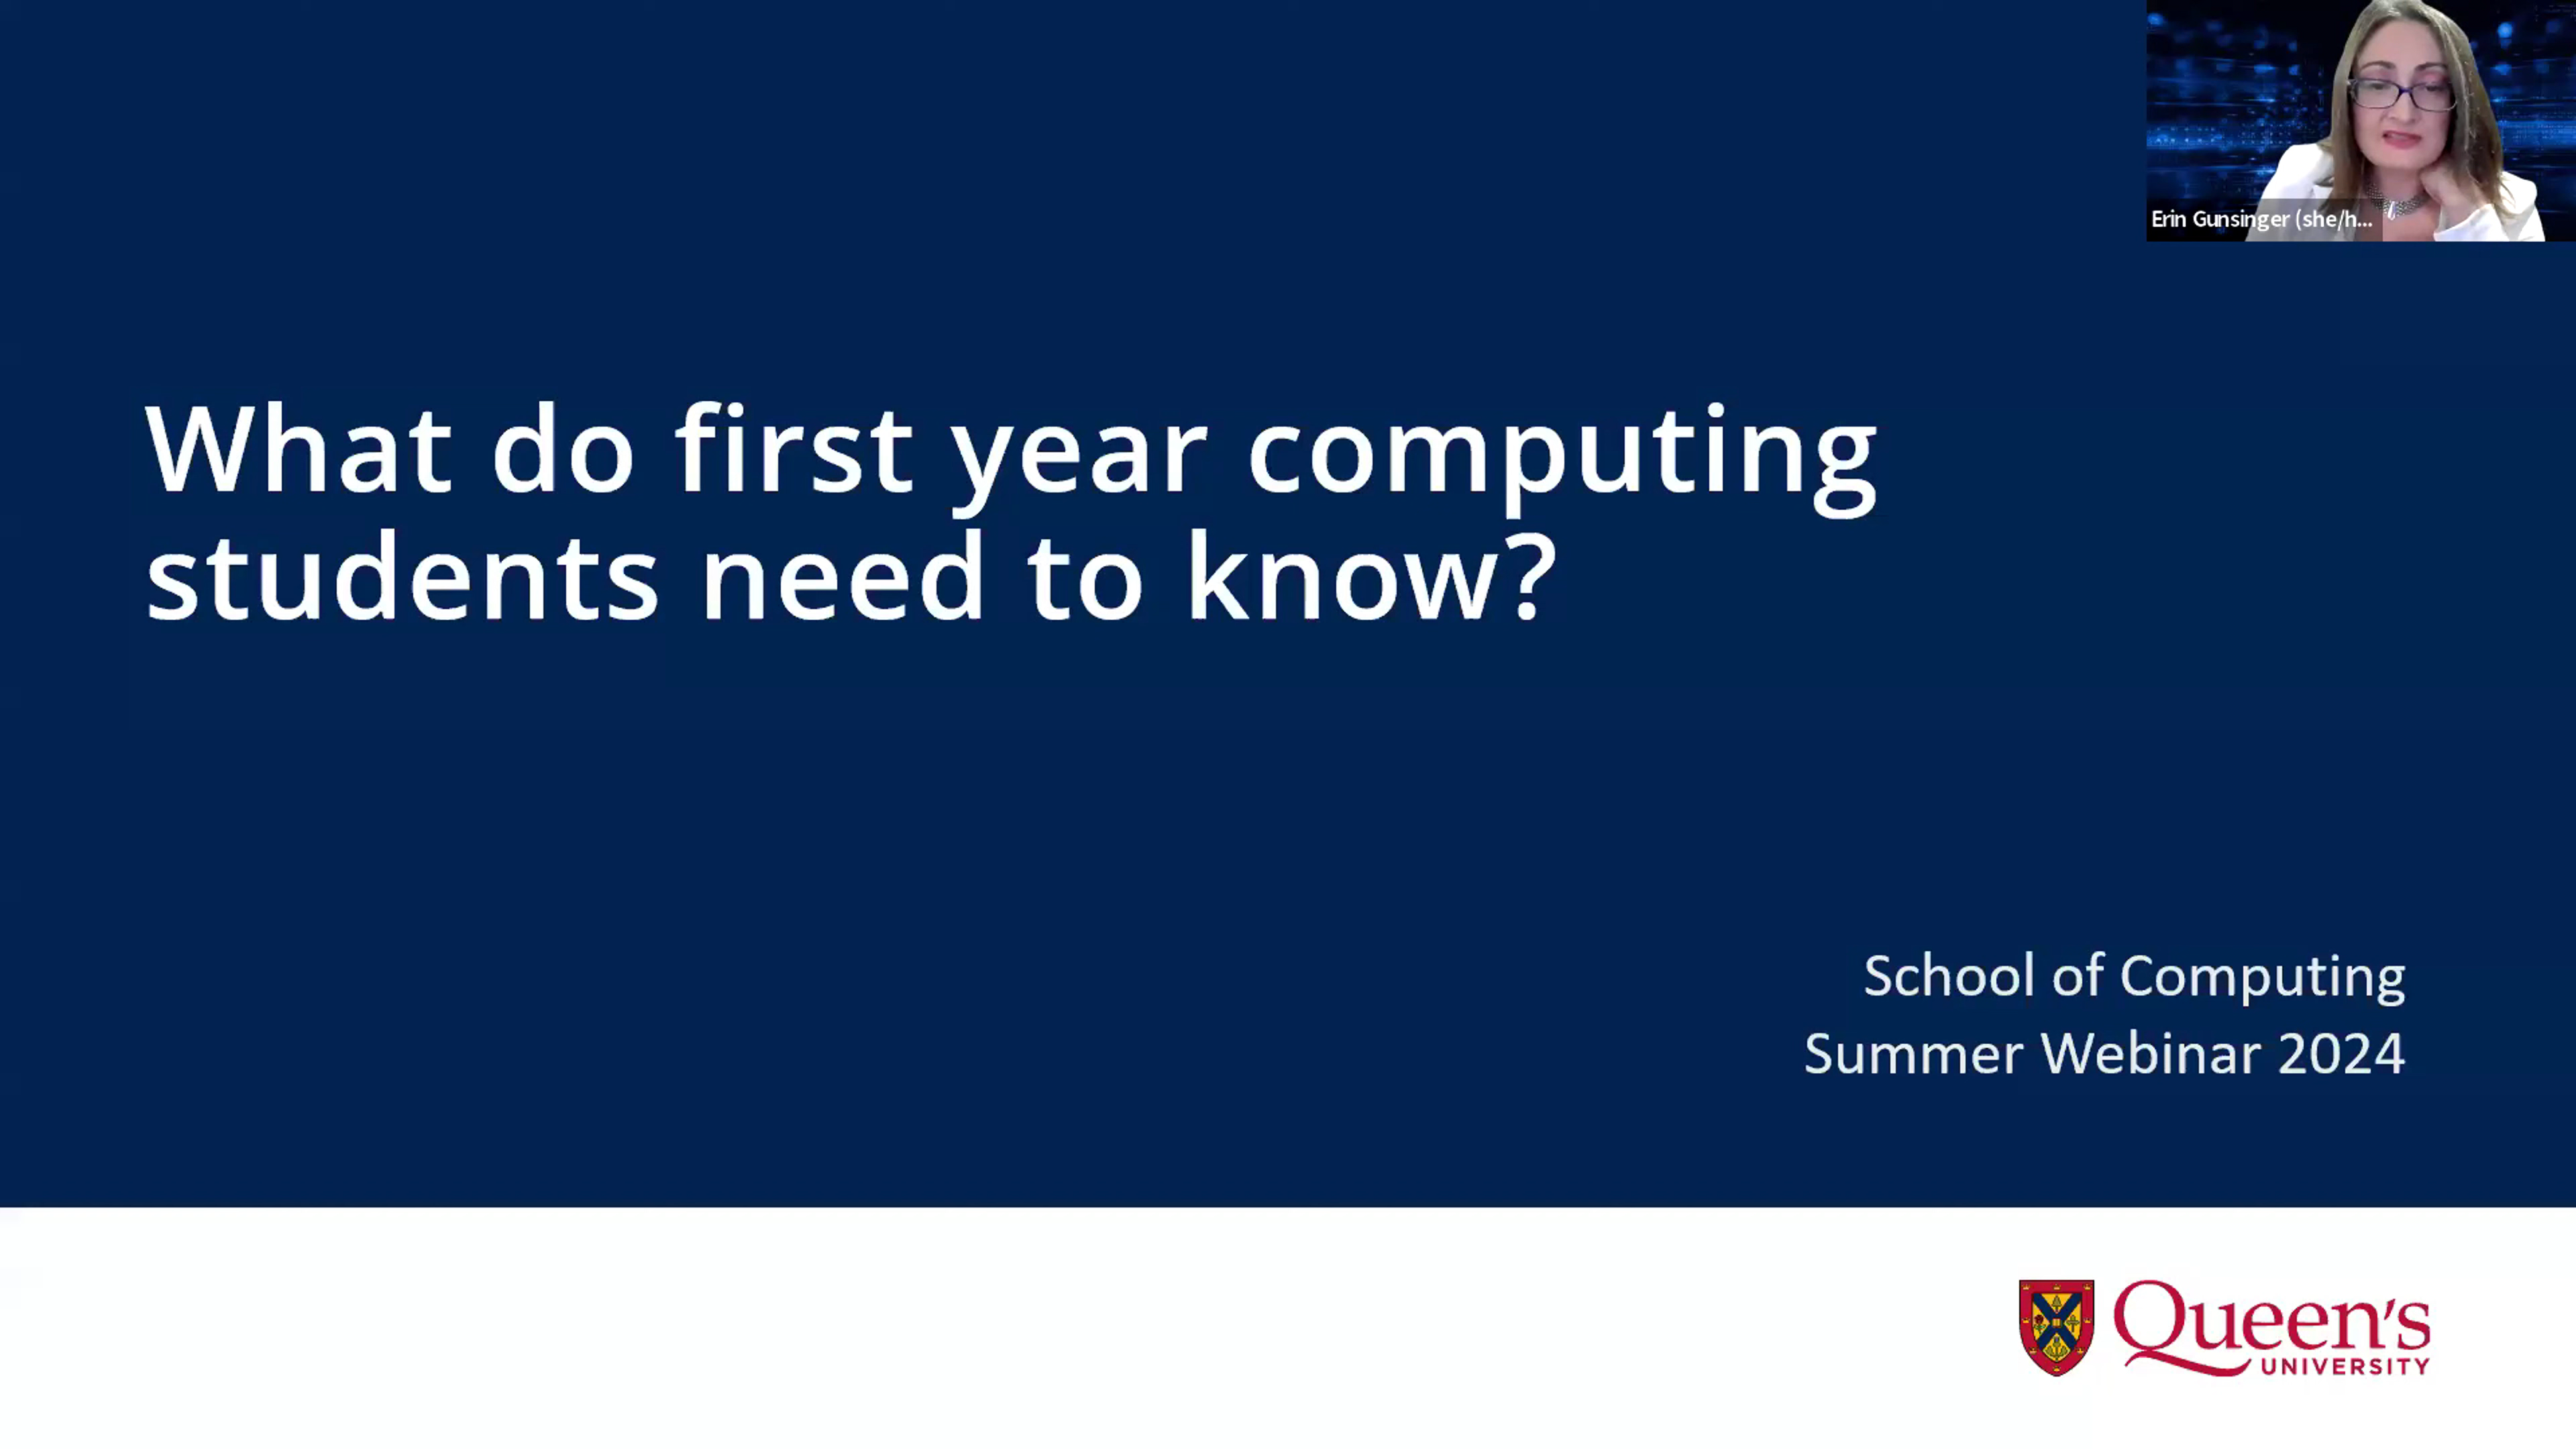 Erin Gunsinger (she/h...
What do first year computing
students need to know?
School of Computing
Summer Webinar 2024
Queen's
UNIVERSITY